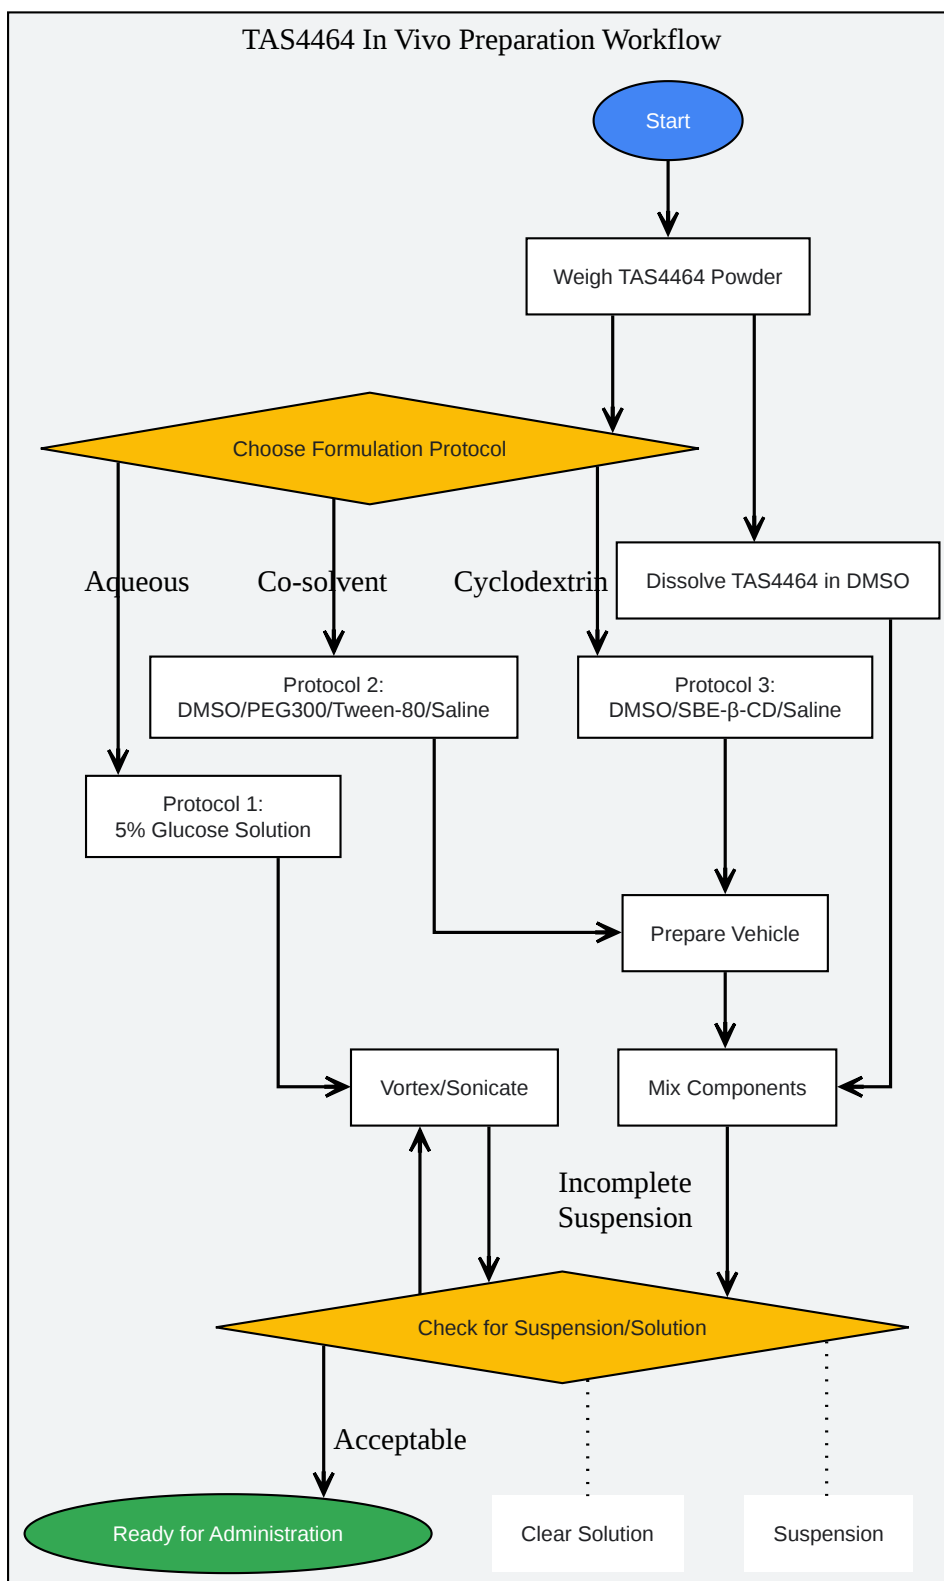 TAS4464 In Vivo Preparation Workflow
Start
Weigh TAS4464 Powder
Choose Formulation Protocol
Aqueous
Co-solvent
Cyclodextrin
Dissolve TAS4464 in DMSO
Protocol 2:
DMSO/PEG300/Tween-80/Saline
Protocol 3:
DMSO/SBE-β-CD/Saline
Protocol 1:
5% Glucose Solution
Prepare Vehicle
Vortex/Sonicate
Mix Components
Incomplete
Suspension
Check for Suspension/Solution
Acceptable
Ready for Administration
Clear Solution
Suspension